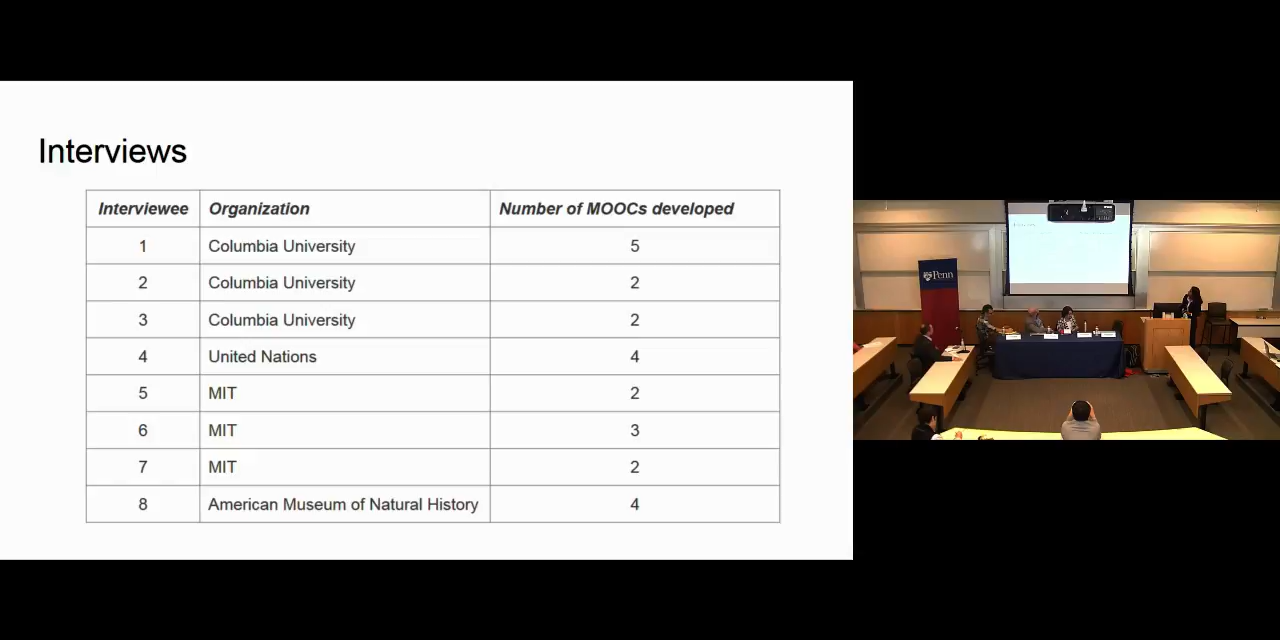 Interviews
Interviewee Organization Number of MOOCs developed
1 Columbia University 5
2 Columbia University 2
3 Columbia University 2
4 United Nations 4
5 MIT 2
6 MIT 3
7 MIT 2
8 American Museum of Natural History 4
Penn